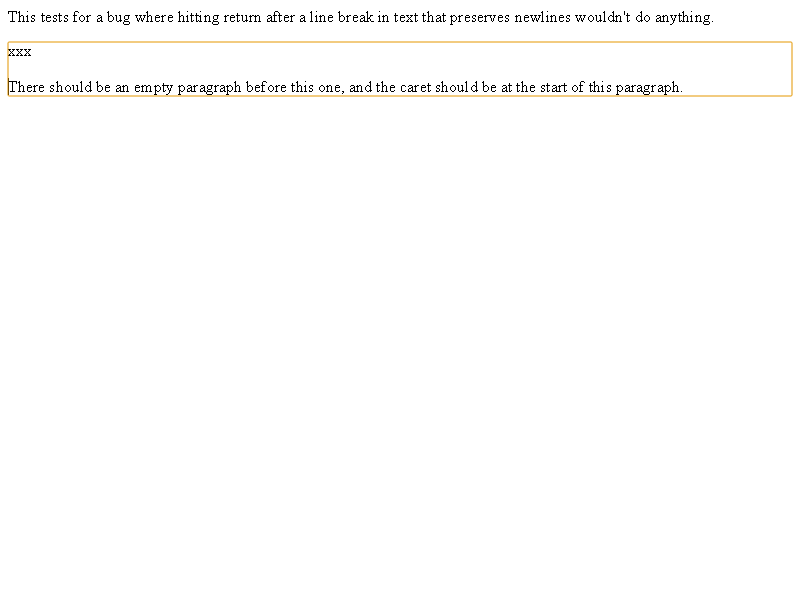 This tests for a bug where hitting return after a line break in text that preserves newlines wouldn't do anything.
xxx
There should be an empty paragraph before this one, and the caret should be at the start of this paragraph.